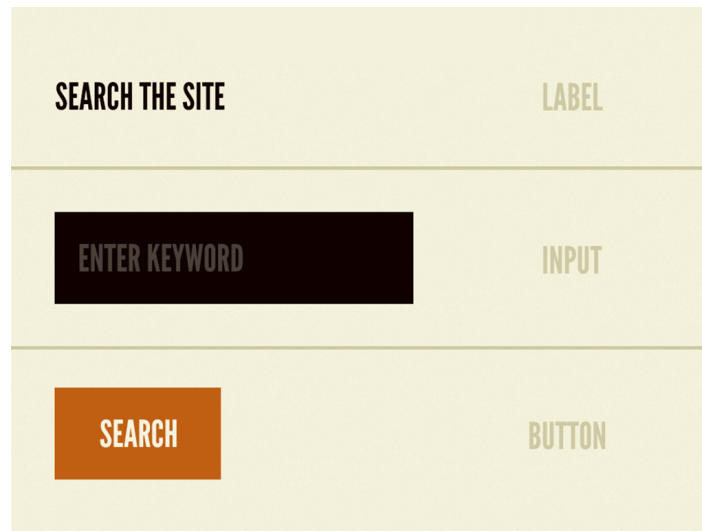 SEARCH THE SITE
LABEL
ENTER KEYWORD
INPUT
SEARCH
BUTTON